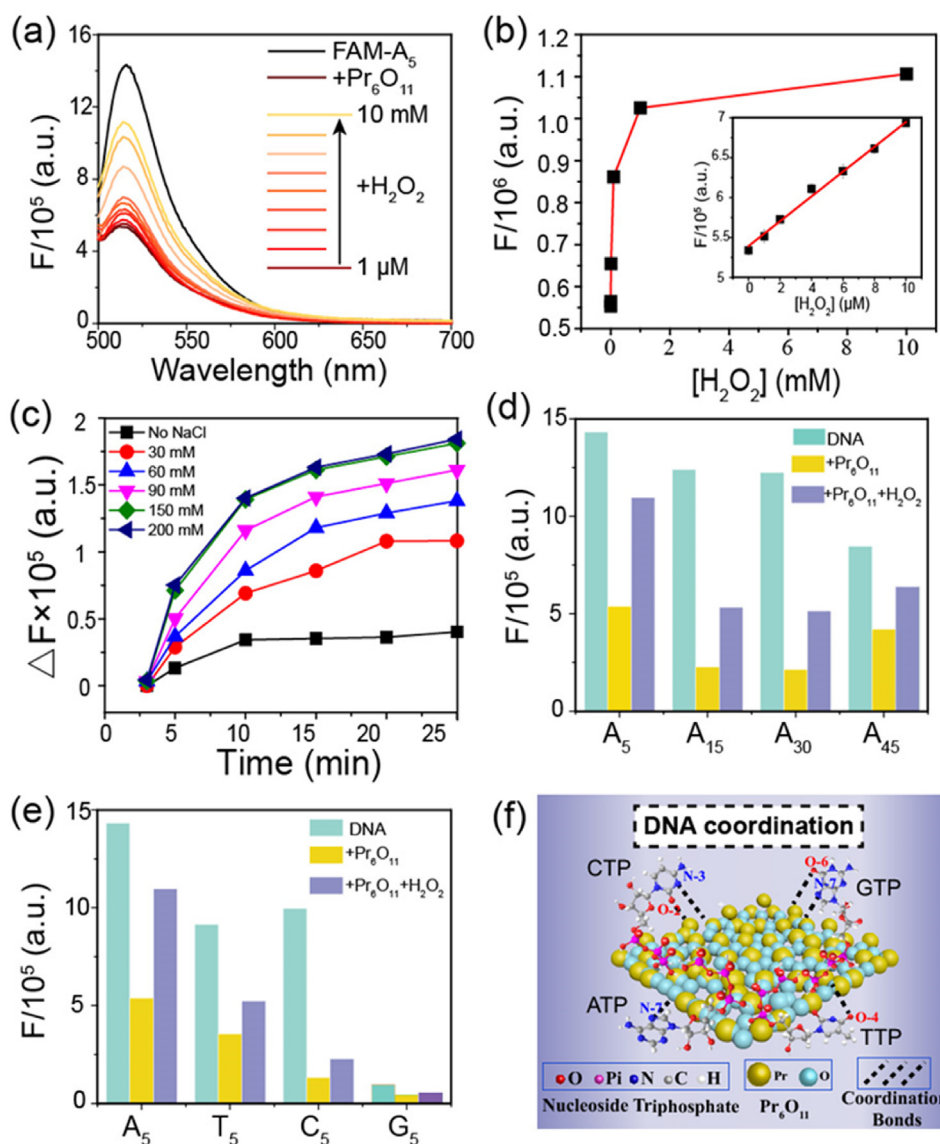 (a)
FAM-A5
+Pr6O11
10 mM
+H2O2
1 μM
F/10^5 (a.u.)
16
12
8
4
0
500 550 600 650 700
Wavelength (nm)
(b)
F/10^6 (a.u.)
1.2
1.1
1.0
0.9
0.8
0.7
0.6
0.5
0 2 4 6 8 10
[H2O2] (mM)
F/10^5 (a.u.)
7
6
5
0 2 4 6 8 10
[H2O2] (μM)
(c)
No NaCl
30 mM
60 mM
90 mM
150 mM
200 mM
△F×10^5 (a.u.)
2
1.5
1
0.5
0
0 5 10 15 20 25
Time (min)
(d)
DNA
+Pr6O11
+Pr6O11+H2O2
F/10^5 (a.u.)
15
10
5
0
A5 A15 A30 A45
(e)
DNA
+Pr6O11
+Pr6O11+H2O2
F/10^5 (a.u.)
15
10
5
0
A5 T5 C5 G5
(f)
DNA coordination
CTP
N-3
O-2
O-6
N-7
GTP
ATP
N-7
O-4
TTP
O Pi N C H
Nucleoside Triphosphate
Pr O
Pr6O11
Coordination
Bonds